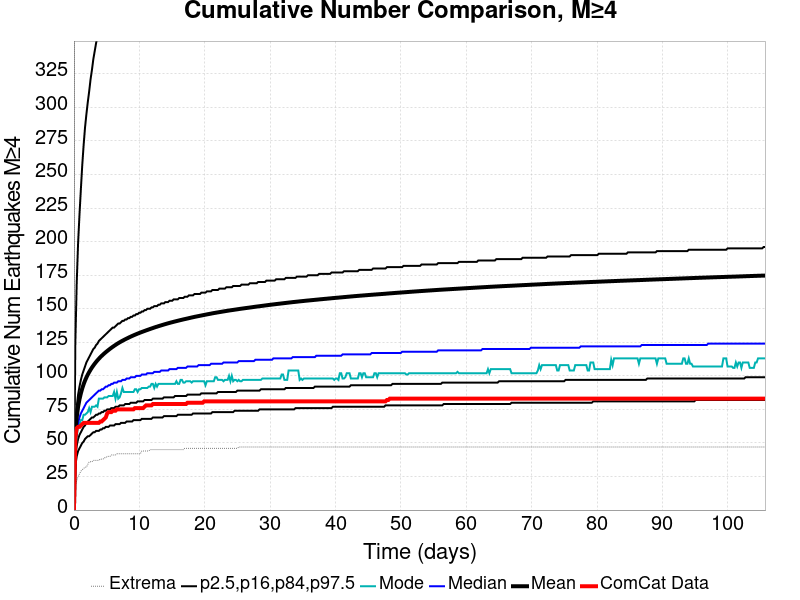 Cumulative Number Comparison, M≥4
Cumulative Num Earthquakes M≥4
325
300
275
250
225
200
175
150
125
100
75
50
25
0
0 10 20 30 40 50 60 70 80 90 100
Time (days)
Extrema p2.5,p16,p84,p97.5 Mode Median Mean ComCat Data